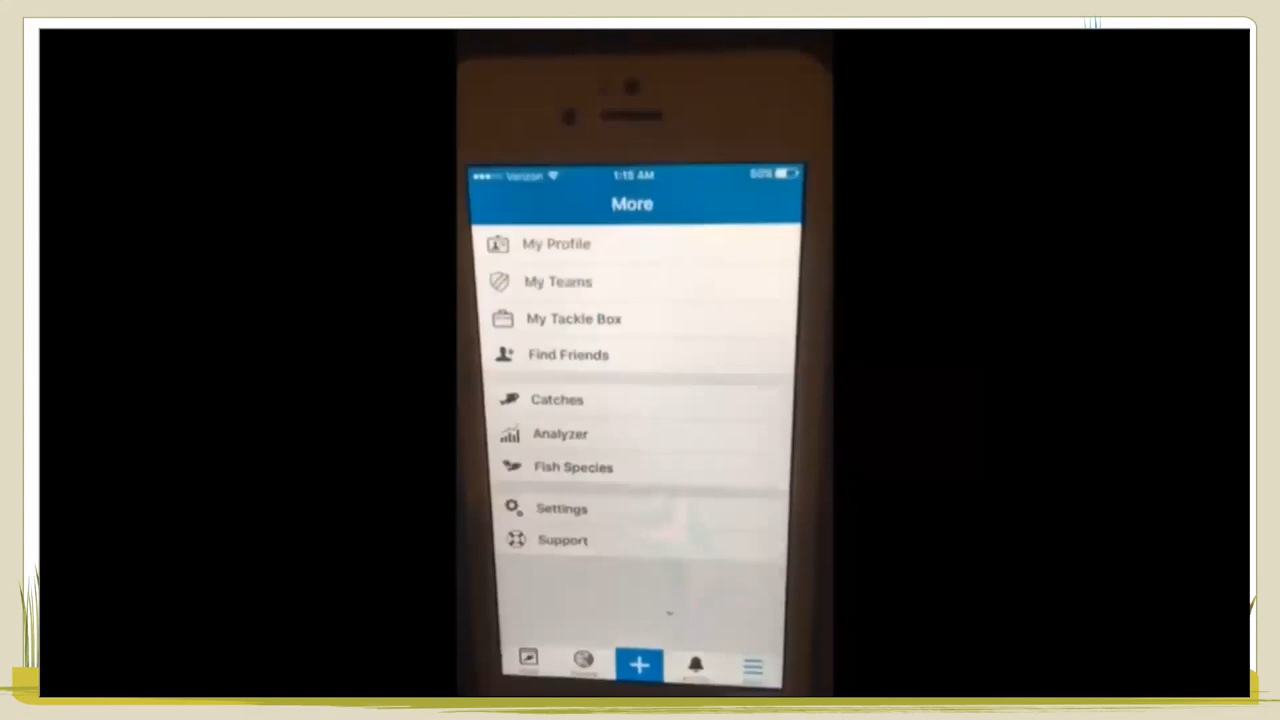 Verizon 1:15 AM
More
My Profile
My Teams
My Tackle Box
Find Friends
Catches
Analyzer
Fish Species
Settings
Support